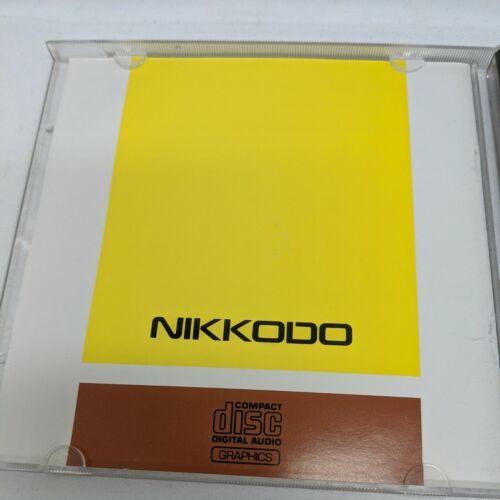 NIKKODO
COMPACT
disc
DIGITAL AUDIO
GRAPHICS